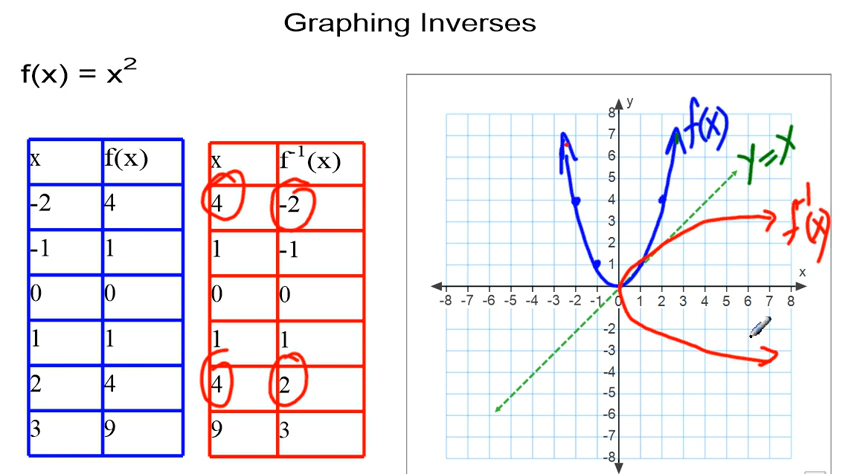 Graphing Inverses
f(x) = x²
x f(x)
-2 4
-1 1
0 0
1 1
2 4
3 9
x f⁻¹(x)
4 -2
1 -1
0 0
1 1
4 2
9 3
y
8
7
6
5
4
3
2
1
-8 -7 -6 -5 -4 -3 -2 -1 0 1 2 3 4 5 6 7 8
x
-2
-3
-4
-5
-6
-7
-8
f(x)
y=x
f⁻¹(x)